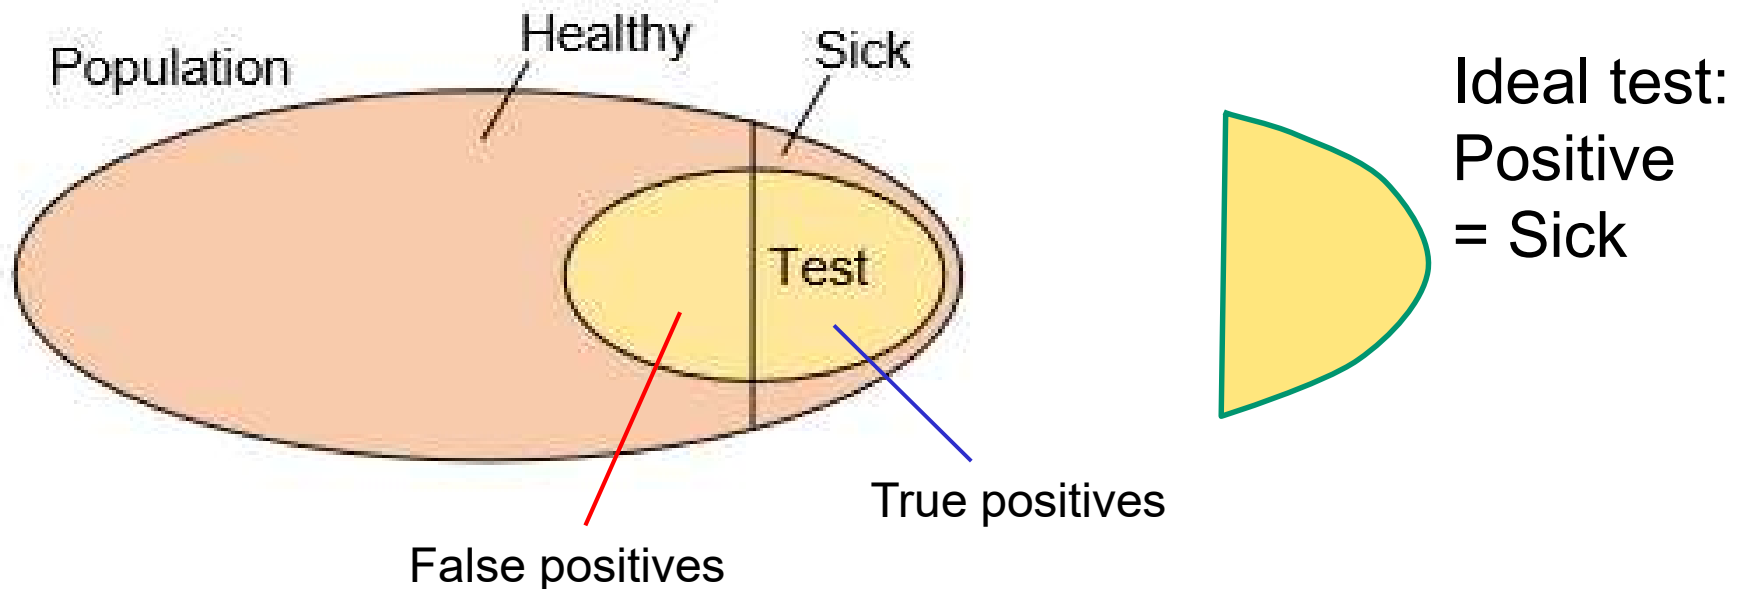 Population
Healthy
Sick
Ideal test:
Positive
= Sick
Test
True positives
False positives